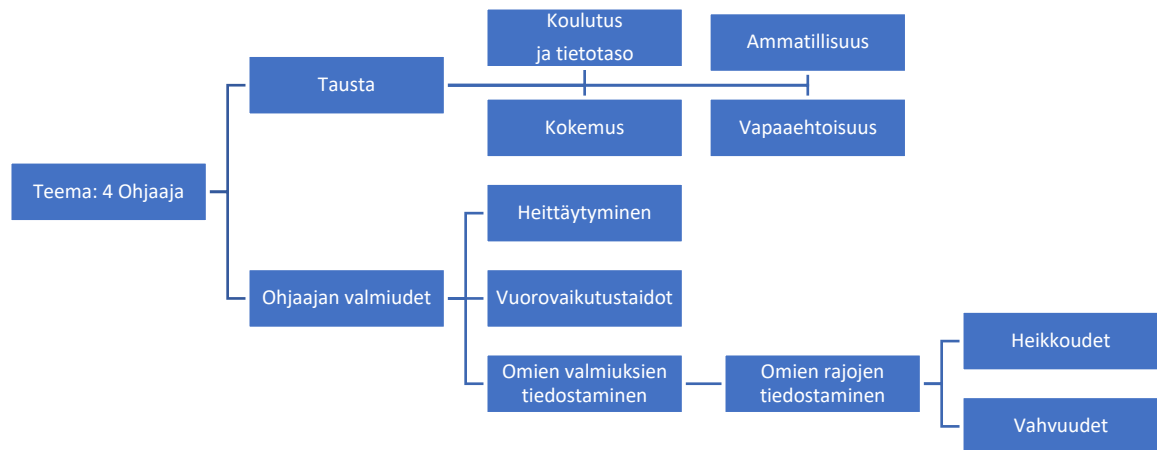 Koulutus
ja tietotaso
Ammatillisuus
Tausta
Kokemus
Vapaaehtoisuus
Teema: 4 Ohjaaja
Heittäytyminen
Ohjaajan valmiudet
Vuorovaikutustaidot
Omien valmiuksien
tiedostaminen
Omien rajojen
tiedostaminen
Heikkoudet
Vahvuudet